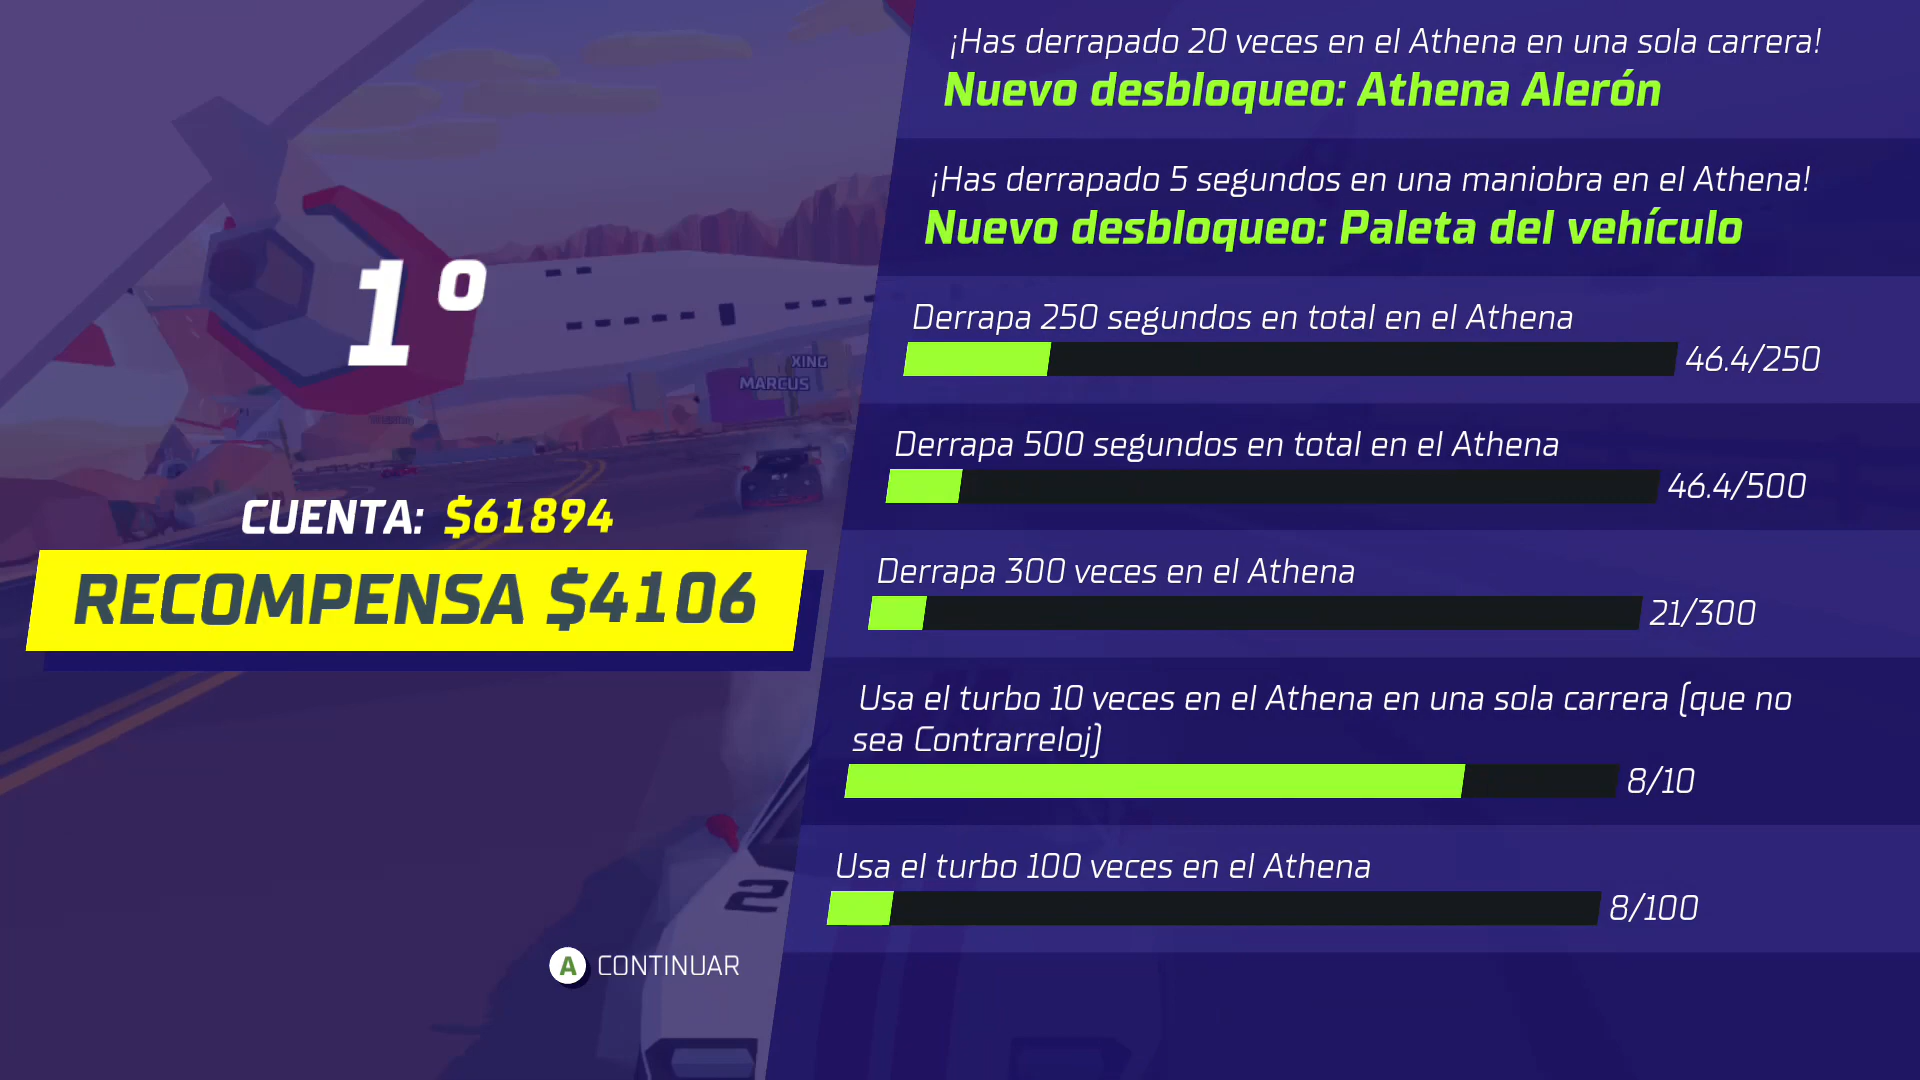 ¡Has derrapado 20 veces en el Athena en una sola carrera!
Nuevo desbloqueo: Athena Alerón
¡Has derrapado 5 segundos en una maniobra en el Athena!
Nuevo desbloqueo: Paleta del vehículo
Derrapa 250 segundos en total en el Athena
46.4/250
Derrapa 500 segundos en total en el Athena
46.4/500
Derrapa 300 veces en el Athena
21/300
Usa el turbo 10 veces en el Athena en una sola carrera (que no
sea Contrarreloj)
8/10
Usa el turbo 100 veces en el Athena
8/100
1º
XING
MARCUS
CUENTA: $61894
RECOMPENSA $4106
2
A CONTINUAR